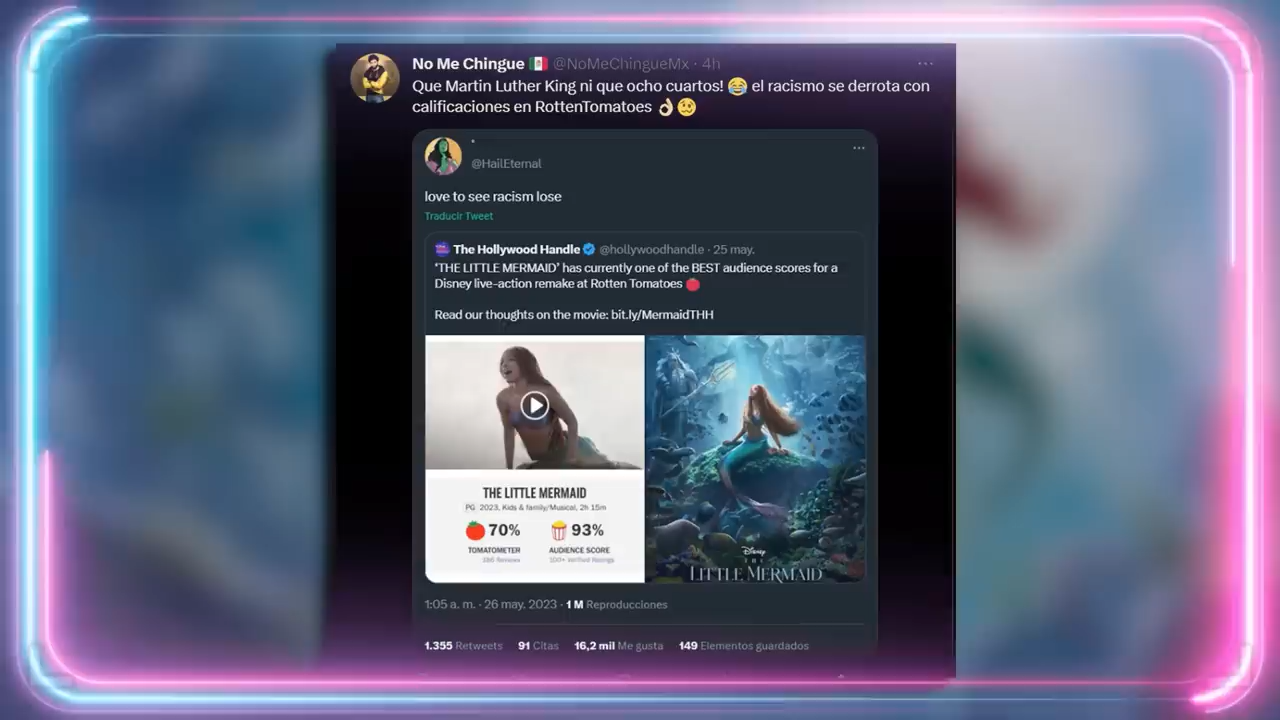 No Me Chingue 🇲🇽 @NoMeChingueMx · 4h
Que Martin Luther King ni que ocho cuartos! 😂 el racismo se derrota con
calificaciones en RottenTomatoes 👌🥴
@HailEternal
love to see racism lose
Traducir Tweet
The Hollywood Handle @hollywoodhandle · 25 may.
'THE LITTLE MERMAID' has currently one of the BEST audience scores for a
Disney live-action remake at Rotten Tomatoes 🍅
Read our thoughts on the movie: bit.ly/MermaidTHH
THE LITTLE MERMAID
PG 2023, Kids & family/Musical, 2h 15m
70% 93%
TOMATOMETER AUDIENCE SCORE
Reviews 100+ Verified Ratings
Disney
THE
LITTLE MERMAID
1:05 a. m. · 26 may. 2023 · 1 M Reproducciones
1.355 Retweets 91 Citas 16,2 mil Me gusta 149 Elementos guardados